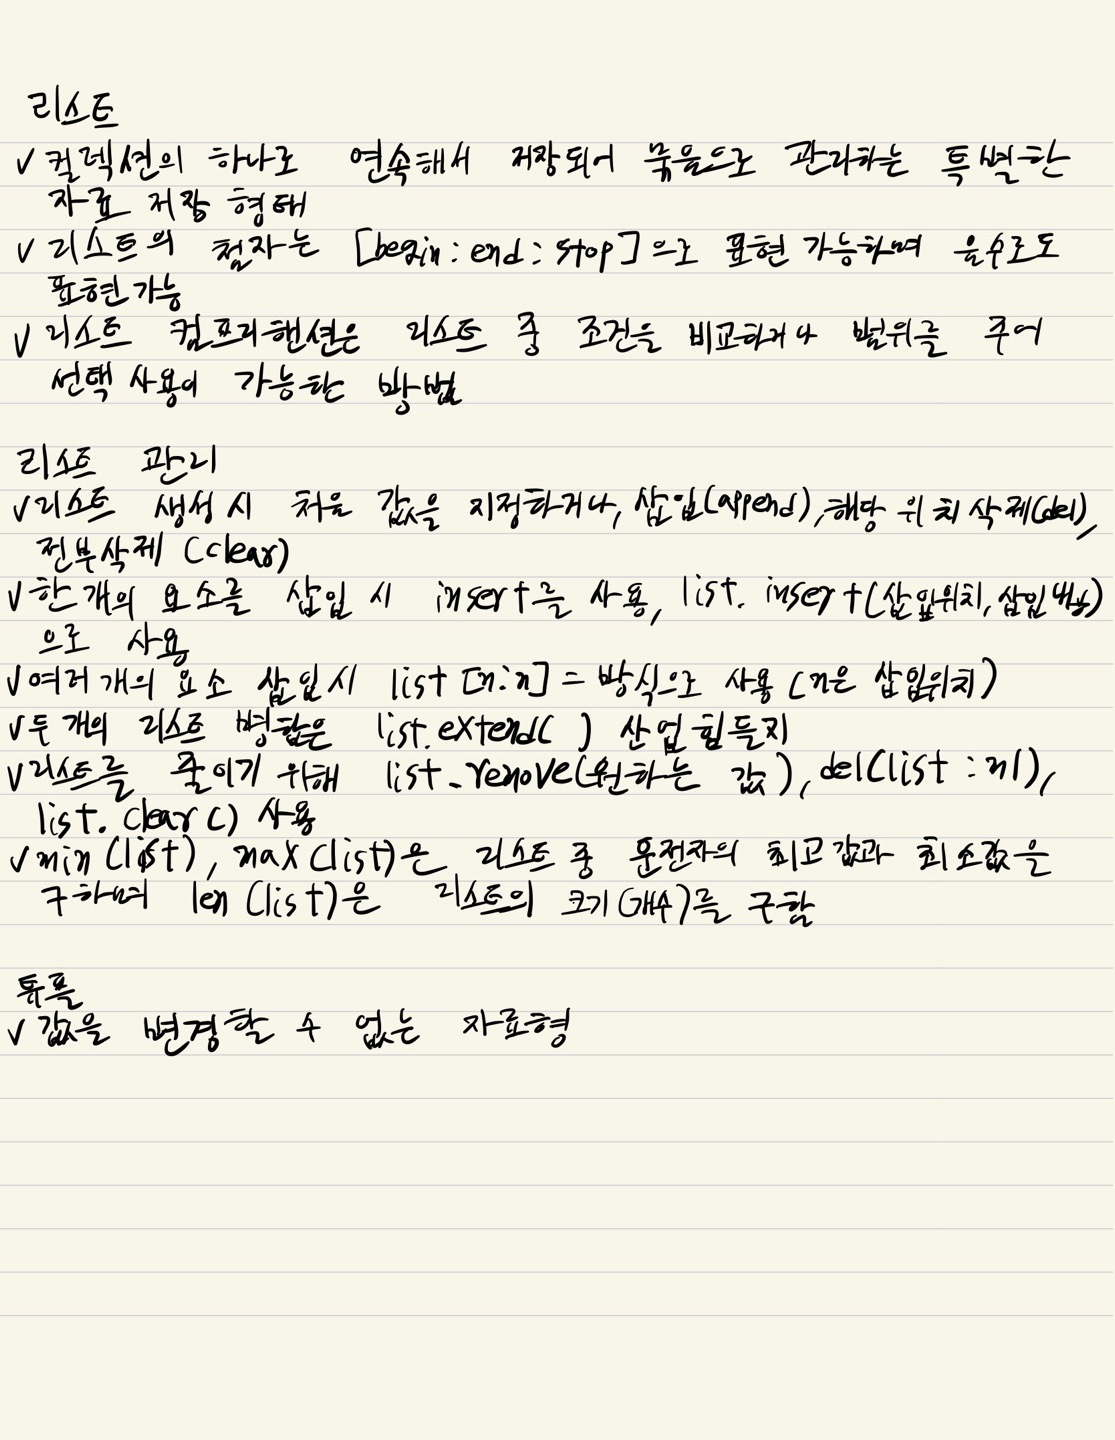 리스트
✓ 컬렉션의 하나로 연속해서 저장되어 묶음으로 관리하는 특별한
자료 저장 형태
✓ 리스트의 첨자는 [begin : end : stop]으로 표현 가능하며 음수로도
표현 가능
✓ 리스트 컴프리핸션은 리스트 중 조건을 비교하거나 범위를 주어
선택 사용이 가능한 방법
리스트 관리
✓ 리스트 생성 시 처음 값을 지정하거나, 삽입(append), 해당 위치 삭제(del),
전부삭제 (clear)
✓ 한 개의 요소를 삽입 시 insert를 사용, list. insert(삽입위치, 삽입)
으로 사용
✓ 여러 개의 요소 삽입시 list [n:n] = 방식으로 사용 (n은 삽입위치)
✓ 두 개의 리스트 병합은 list.extend( ) 산업힘들지
✓ 리스트를 줄이기 위해 list.remove(원하는 값), del(list : n1),
list. clear() 사용
✓ min (list), max (list)은 리스트 중 운전자의 최고값과 최소값을
구하며 len (list)은 리스트의 크기(개수)를 구함
튜플
✓ 값을 변경할 수 없는 자료형